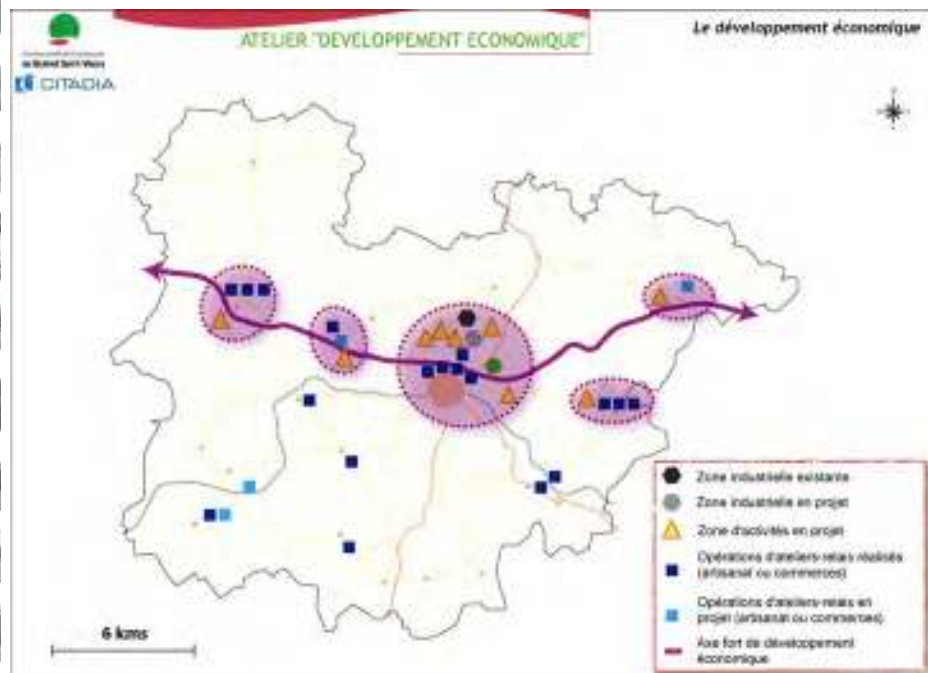 ATELIER "DEVELOPPEMENT ECONOMIQUE"
Le développement économique
CITADIA
Zone industrielle existante
Zone industrielle en projet
Zone d'activités en projet
Opérations d'ateliers-relais réalisés
(artisanat ou commerces)
Opérations d'ateliers-relais en
projet (artisanat ou commerces)
Axe fort de développement
économique
6 kms